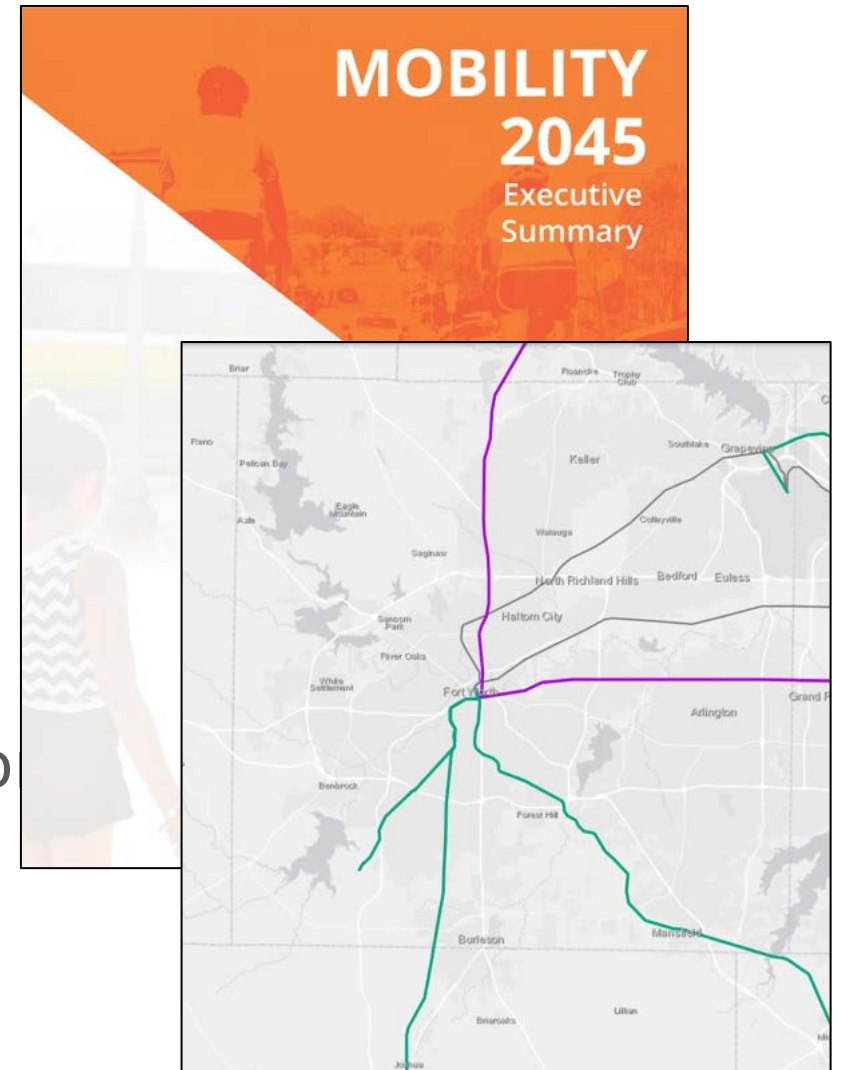 MOBILITY
2045
Executive
Summary
Briar
Roanoke
Trophy
Club
Reno
Pelican Bay
Keller
Southlake
Grapevine
Azle
Eagle
Mountain
Colleyville
Watauga
Saginaw
North Richland Hills
Bedford
Euless
Sansom
Park
Haltom City
River Oaks
White
Settlement
Fort Worth
Arlington
Grand P
Benbrook
Forest Hill
Burleson
Mansfield
Lillian
Briaroaks
Joshua